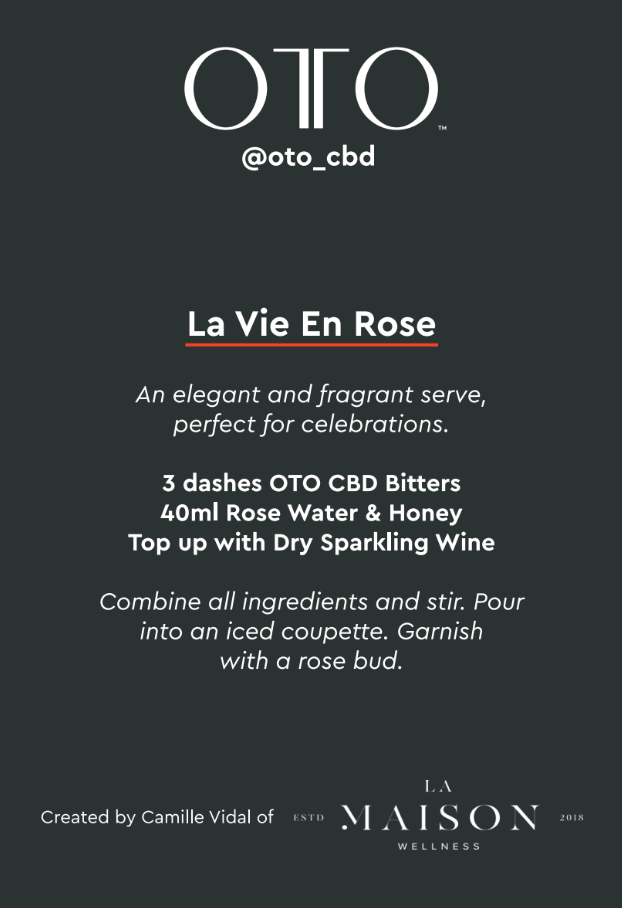 OTO™
@oto_cbd
La Vie En Rose
An elegant and fragrant serve,
perfect for celebrations.
3 dashes OTO CBD Bitters
40ml Rose Water & Honey
Top up with Dry Sparkling Wine
Combine all ingredients and stir. Pour
into an iced coupette. Garnish
with a rose bud.
Created by Camille Vidal of
LA
ESTD MAISON 2018
WELLNESS